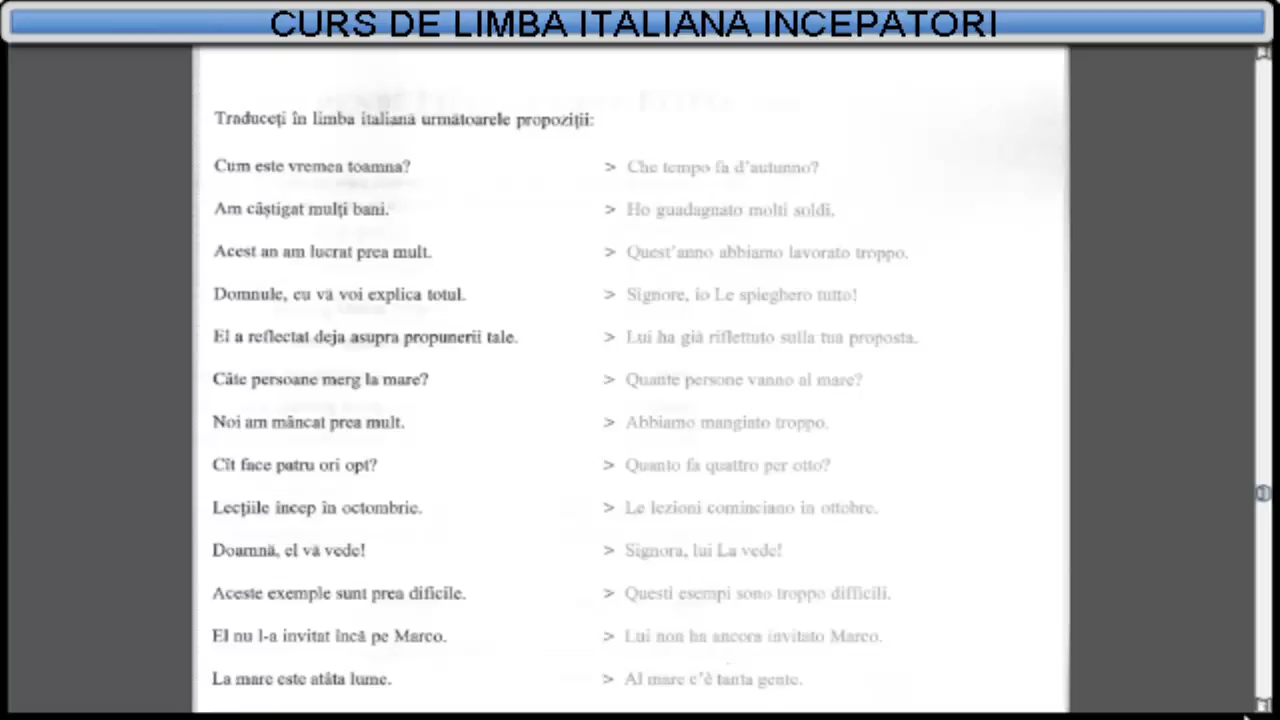 CURS DE LIMBA ITALIANA INCEPATORI
Traduceți în limba italiană următoarele propoziții:
Cum este vremea toamna? > Che tempo fa d'autunno?
Am câștigat mulți bani. > Ho guadagnato molti soldi.
Acest an am lucrat prea mult. > Quest'anno abbiamo lavorato troppo.
Domnule, eu vă voi explica totul. > Signore, io Le spieghero tutto!
El a reflectat deja asupra propunerii tale. > Lui ha già riflettuto sulla tua proposta.
Câte persoane merg la mare? > Quante persone vanno al mare?
Noi am mâncat prea mult. > Abbiamo mangiato troppo.
Cît face patru ori opt? > Quanto fa quattro per otto?
Lecțiile încep în octombrie. > Le lezioni cominciano in ottobre.
Doamnă, el vă vede! > Signora, lui La vede!
Aceste exemple sunt prea dificile. > Questi esempi sono troppo difficili.
El nu l-a invitat încă pe Marco. > Lui non ha ancora invitato Marco.
La mare este atâta lume. > Al mare c'è tanta gente.